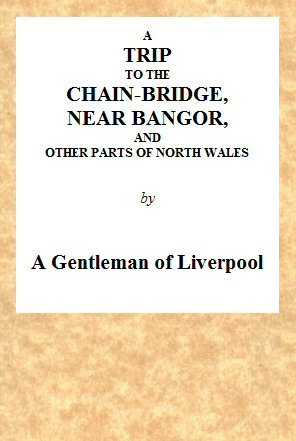 A
TRIP
TO THE
CHAIN-BRIDGE,
NEAR BANGOR,
AND
OTHER PARTS OF NORTH WALES
by
A Gentleman of Liverpool